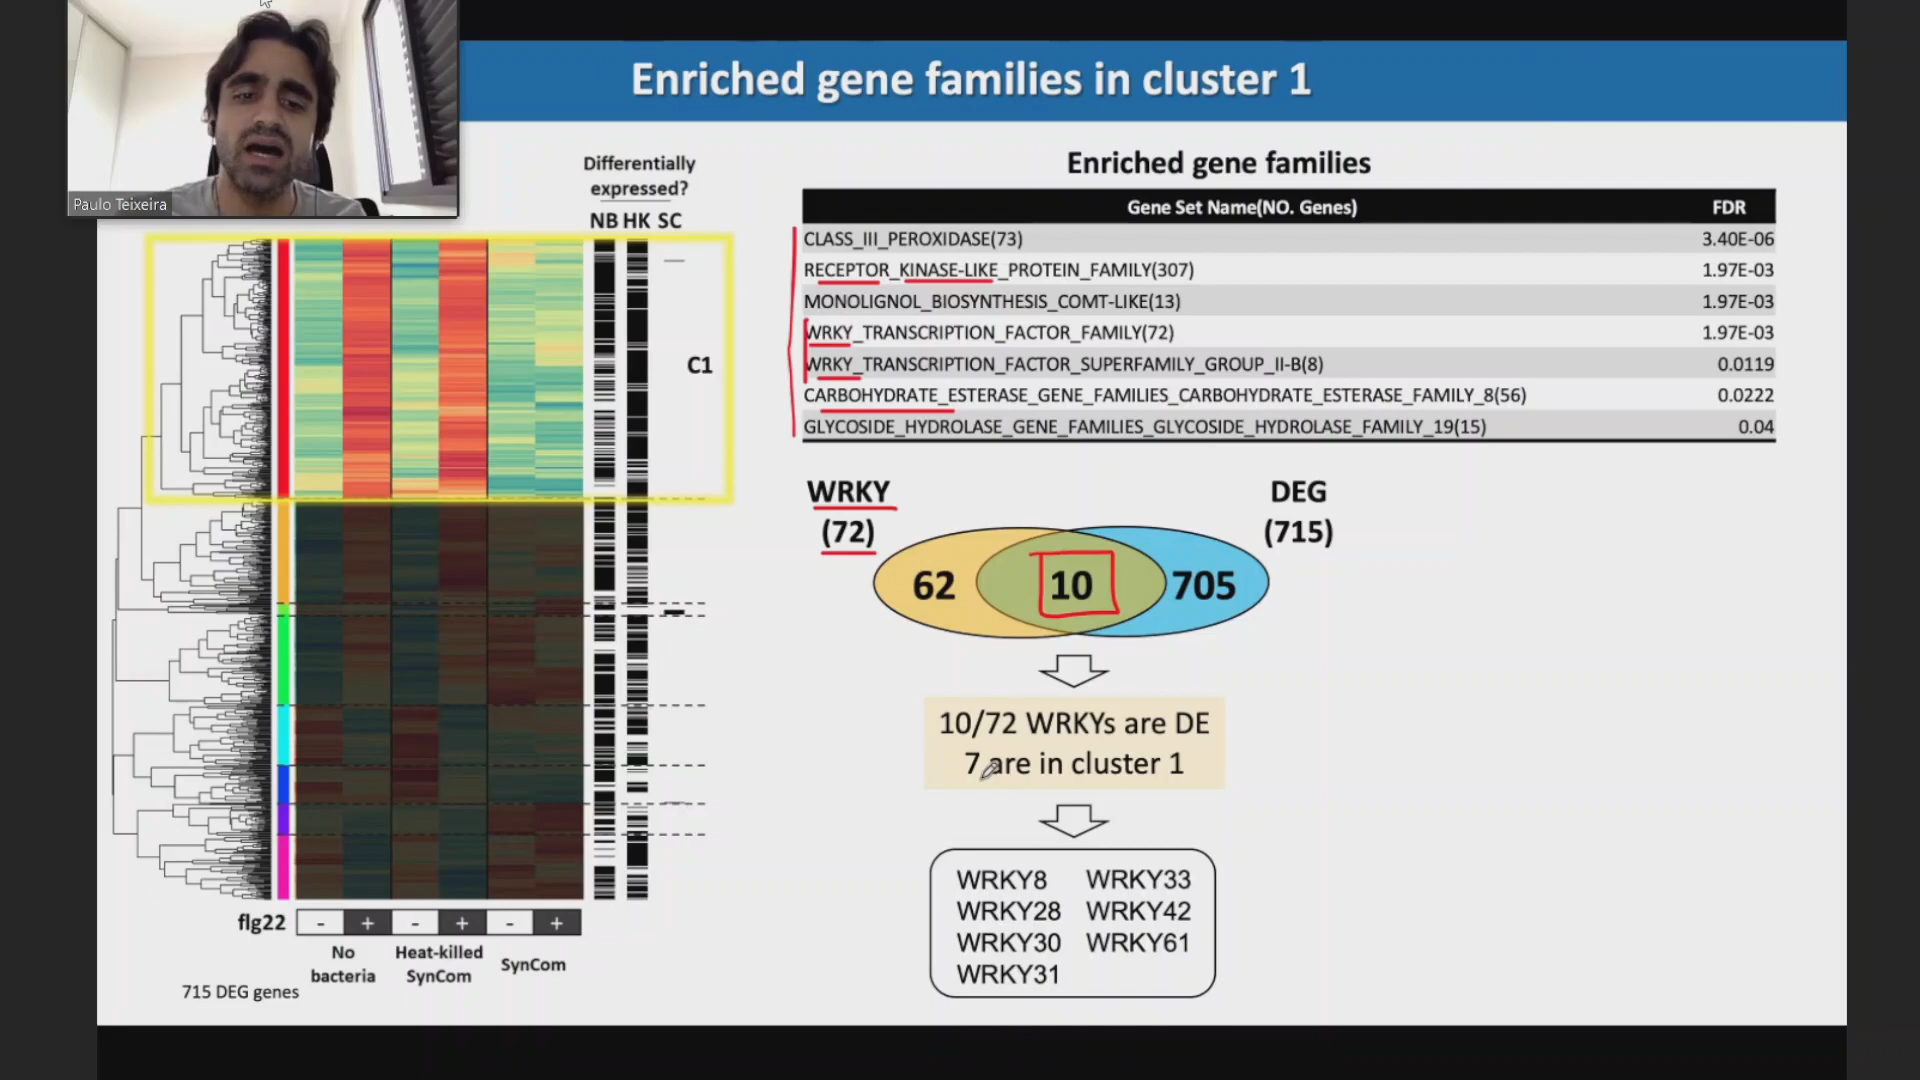 Enriched gene families in cluster 1
Paulo Teixeira
Differentially
expressed?
NB HK SC
C1
flg22
- + - + - +
No
bacteria
Heat-killed
SynCom
SynCom
715 DEG genes
Enriched gene families
Gene Set Name(NO. Genes) FDR
CLASS_III_PEROXIDASE(73) 3.40E-06
RECEPTOR_KINASE-LIKE_PROTEIN_FAMILY(307) 1.97E-03
MONOLIGNOL_BIOSYNTHESIS_COMT-LIKE(13) 1.97E-03
WRKY_TRANSCRIPTION_FACTOR_FAMILY(72) 1.97E-03
WRKY_TRANSCRIPTION_FACTOR_SUPERFAMILY_GROUP_II-B(8) 0.0119
CARBOHYDRATE_ESTERASE_GENE_FAMILIES_CARBOHYDRATE_ESTERASE_FAMILY_8(56) 0.0222
GLYCOSIDE_HYDROLASE_GENE_FAMILIES_GLYCOSIDE_HYDROLASE_FAMILY_19(15) 0.04
WRKY
(72)
DEG
(715)
62 10 705
10/72 WRKYs are DE
7 are in cluster 1
WRKY8 WRKY33
WRKY28 WRKY42
WRKY30 WRKY61
WRKY31